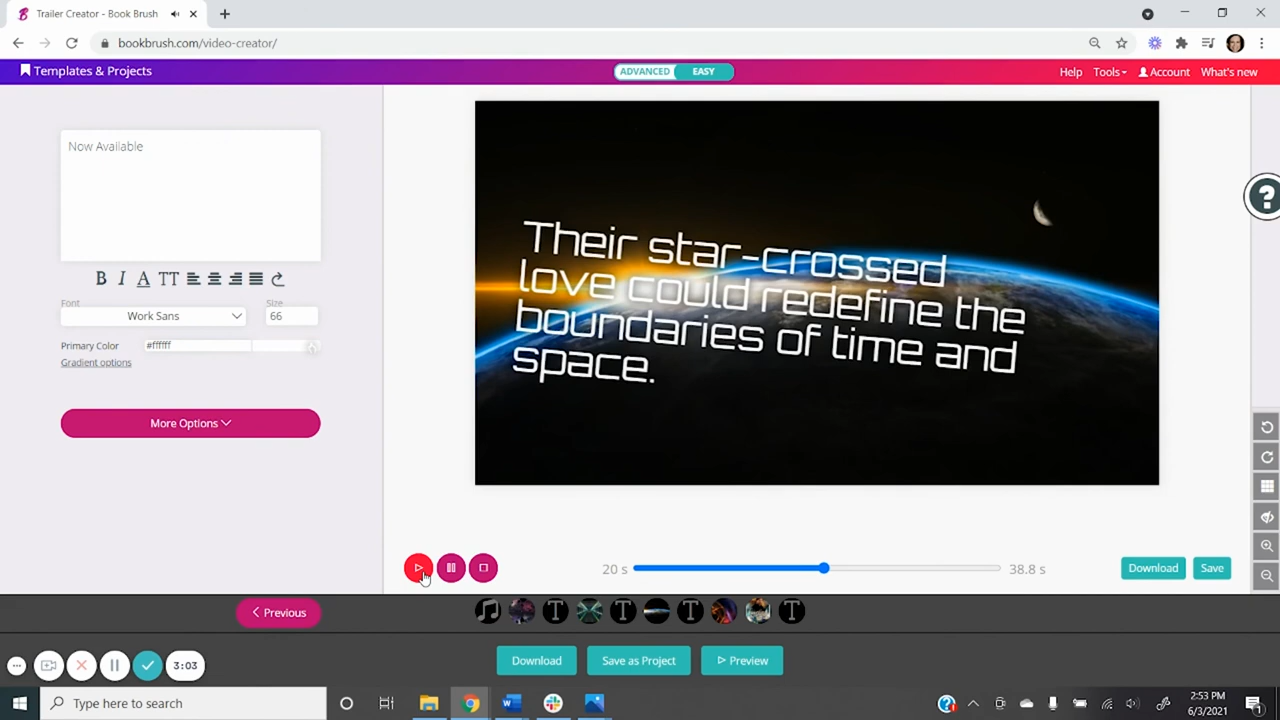 Trailer Creator - Book Brush
bookbrush.com/video-creator/
Templates & Projects
ADVANCED EASY
Help Tools Account What's new
Now Available
Their star-crossed
love could redefine the
boundaries of time and
space.
B I A TT
Font Size
Work Sans 66
Primary Color #ffffff
Gradient options
More Options
?
20 s 38.8 s
Download Save
Previous
T T T T
Download Save as Project Preview
3:03
Type here to search
2:53 PM
6/3/2021
1